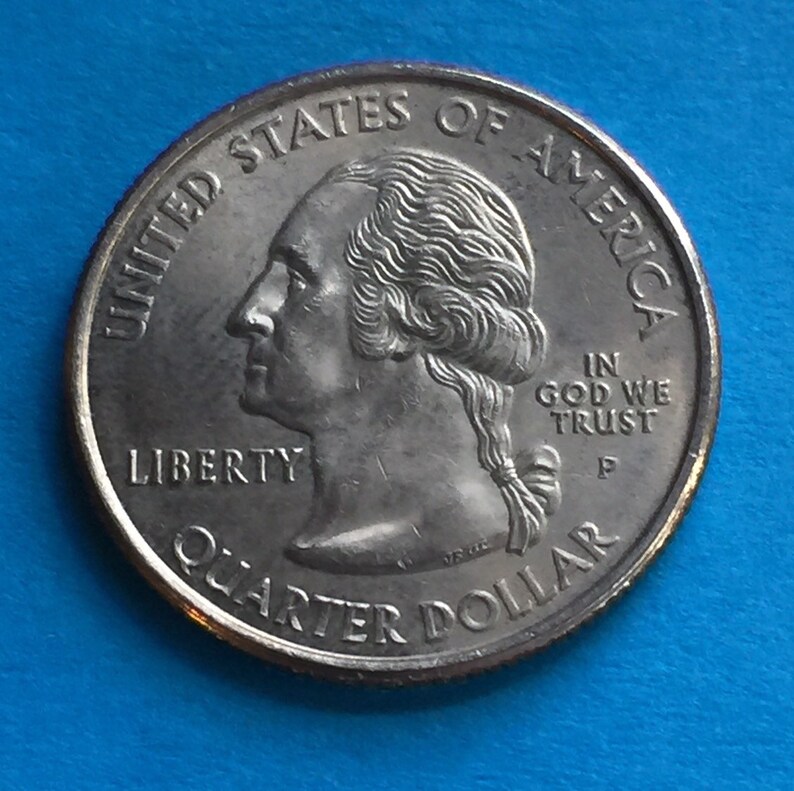 UNITED STATES OF AMERICA
IN
GOD WE
TRUST
LIBERTY
P
QUARTER DOLLAR